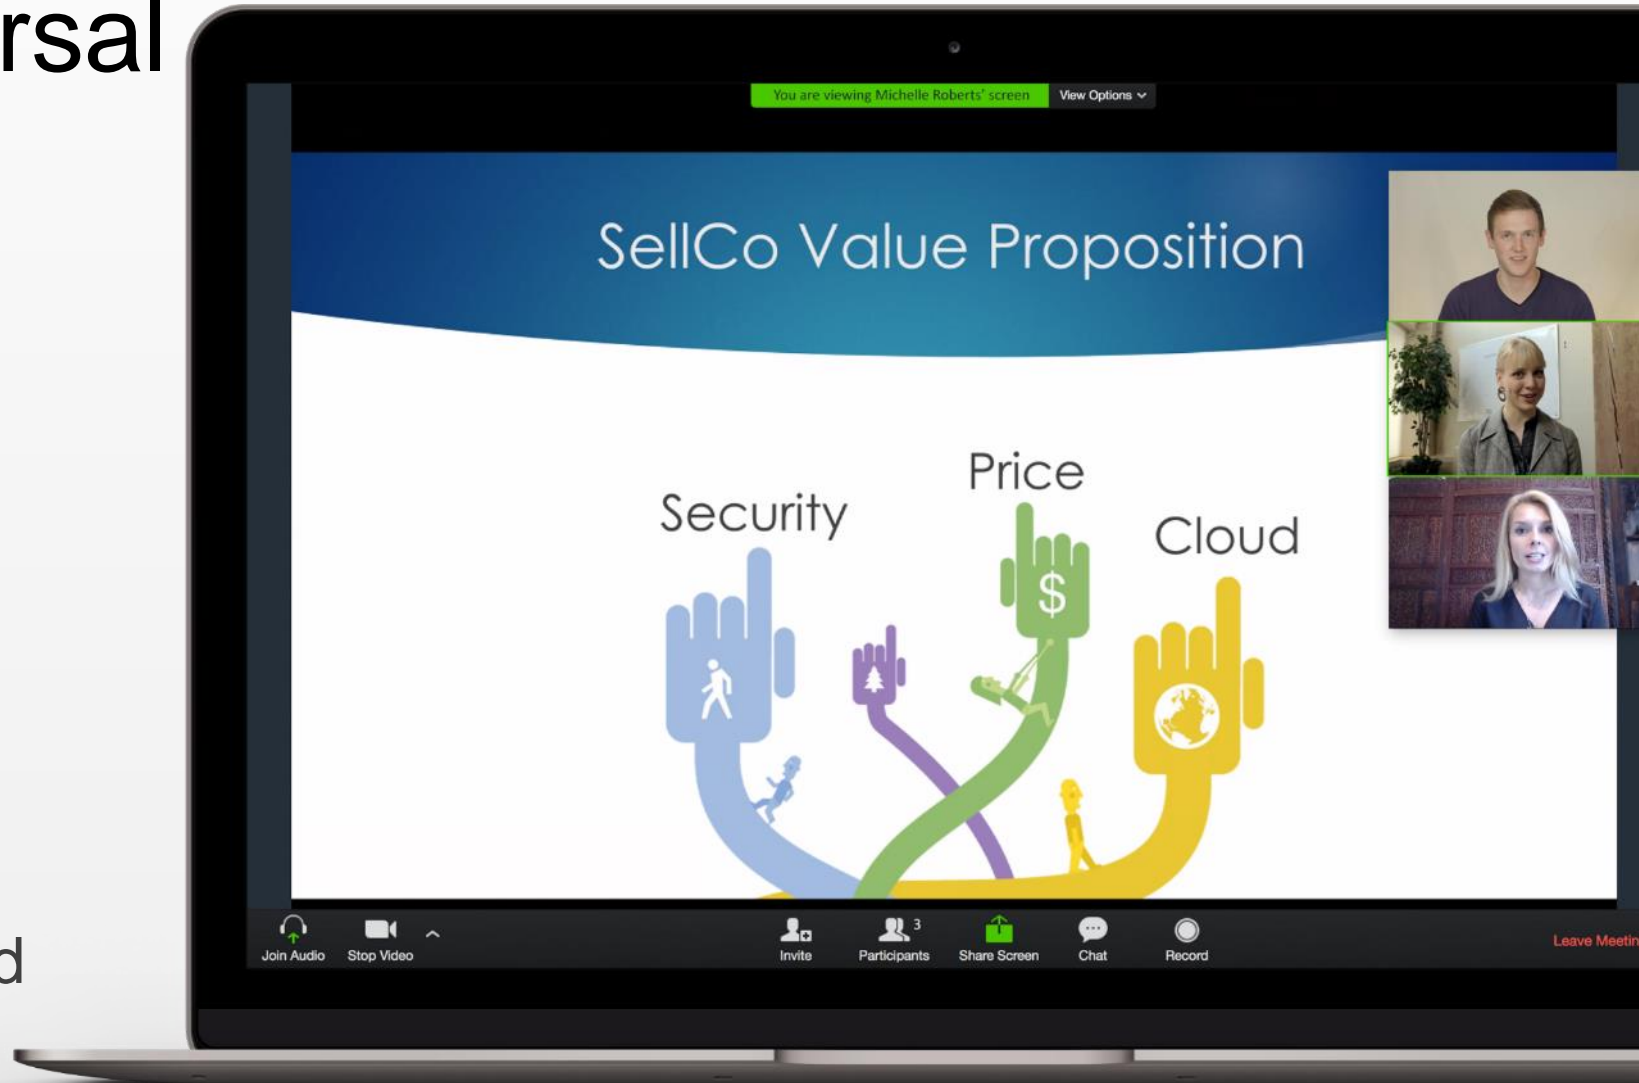 rsal
You are viewing Michelle Roberts' screen
View Options
SellCo Value Proposition
Price
Security
Cloud
$
d
3
Join Audio
Stop Video
Invite
Participants
Share Screen
Chat
Record
Leave Meetin